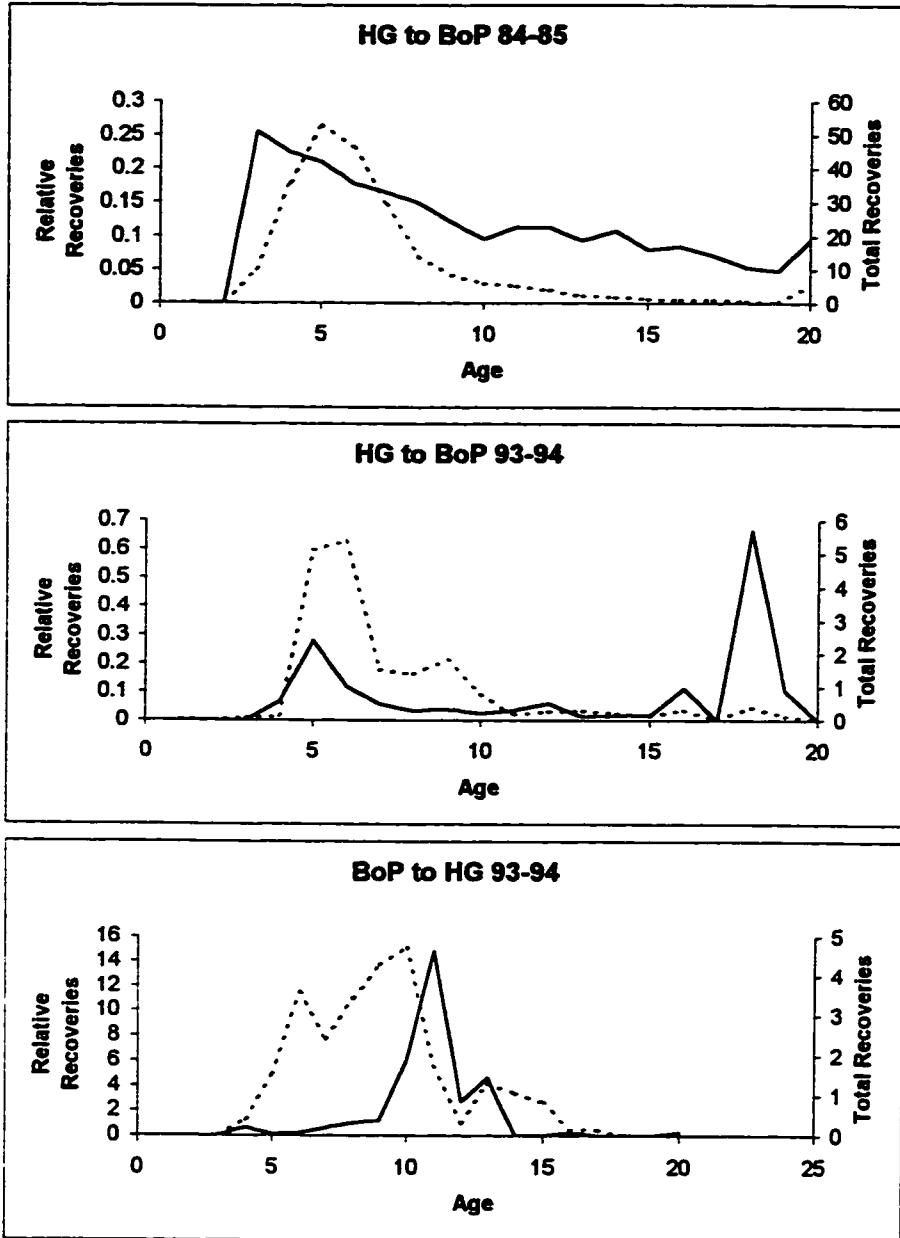 HG to BoP 84-85
Relative
Recoveries
0.3
0.25
0.2
0.15
0.1
0.05
0
60
50
40
30
20
10
0
Total Recoveries
0 5 10 15 20
Age
HG to BoP 93-94
Relative
Recoveries
0.7
0.6
0.5
0.4
0.3
0.2
0.1
0
6
5
4
3
2
1
0
Total Recoveries
0 5 10 15 20
Age
BoP to HG 93-94
Relative
Recoveries
16
14
12
10
8
6
4
2
0
5
4
3
2
1
0
Total Recoveries
0 5 10 15 20 25
Age